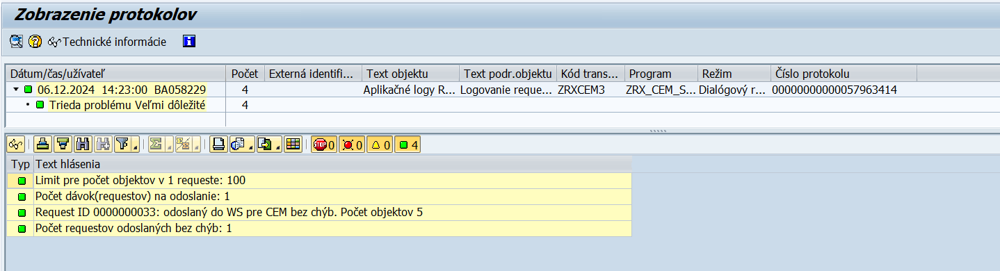 Zobrazenie protokolov
Technické informácie
Dátum/čas/užívateľ Počet Externá identifi... Text objektu Text podr.objektu Kód trans... Program Režim Číslo protokolu
06.12.2024 14:23:00 BA058229 4 Aplikačné logy R... Logovanie reque... ZRXCEM3 ZRX_CEM_S... Dialógový r... 00000000000057963414
Trieda problému Veľmi dôležité 4
STOP 0 0 0 4
Typ Text hlásenia
Limit pre počet objektov v 1 requeste: 100
Počet dávok(requestov) na odoslanie: 1
Request ID 0000000033: odoslaný do WS pre CEM bez chýb. Počet objektov 5
Počet requestov odoslaných bez chýb: 1